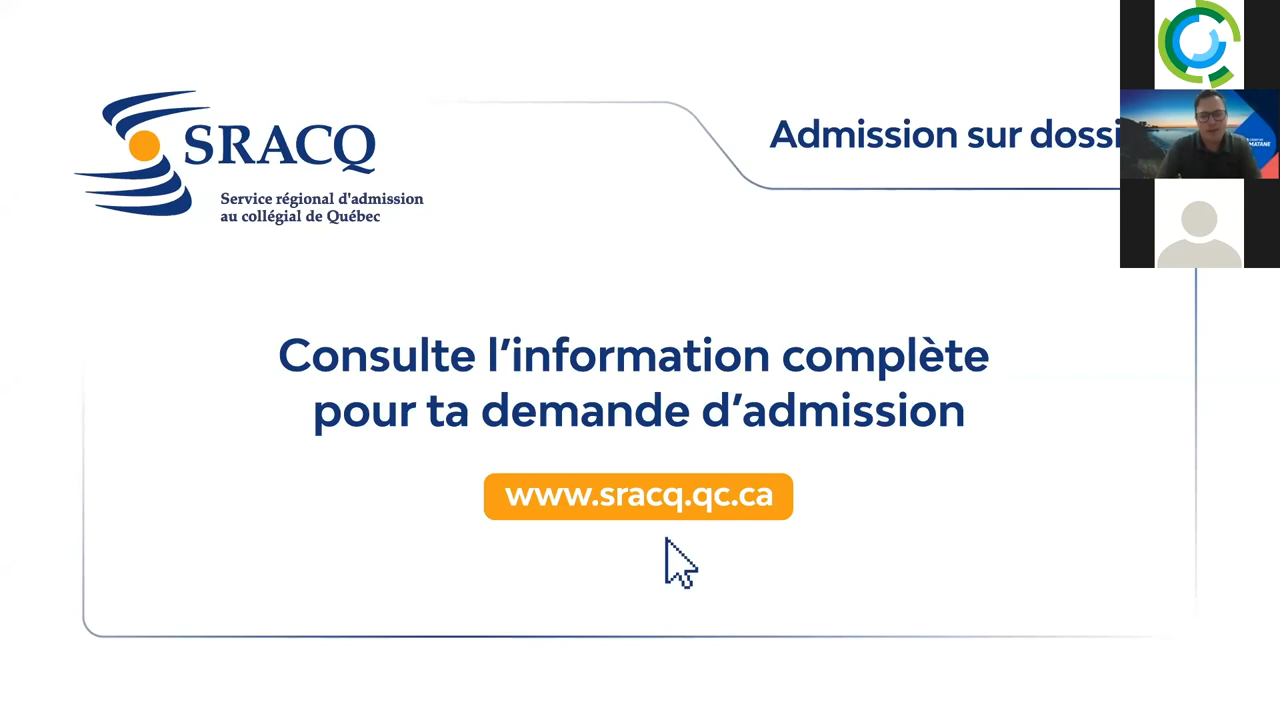 SRACQ
Service régional d'admission
au collégial de Québec
Admission sur dossi
MATANE
Consulte l'information complète
pour ta demande d'admission
www.sracq.qc.ca